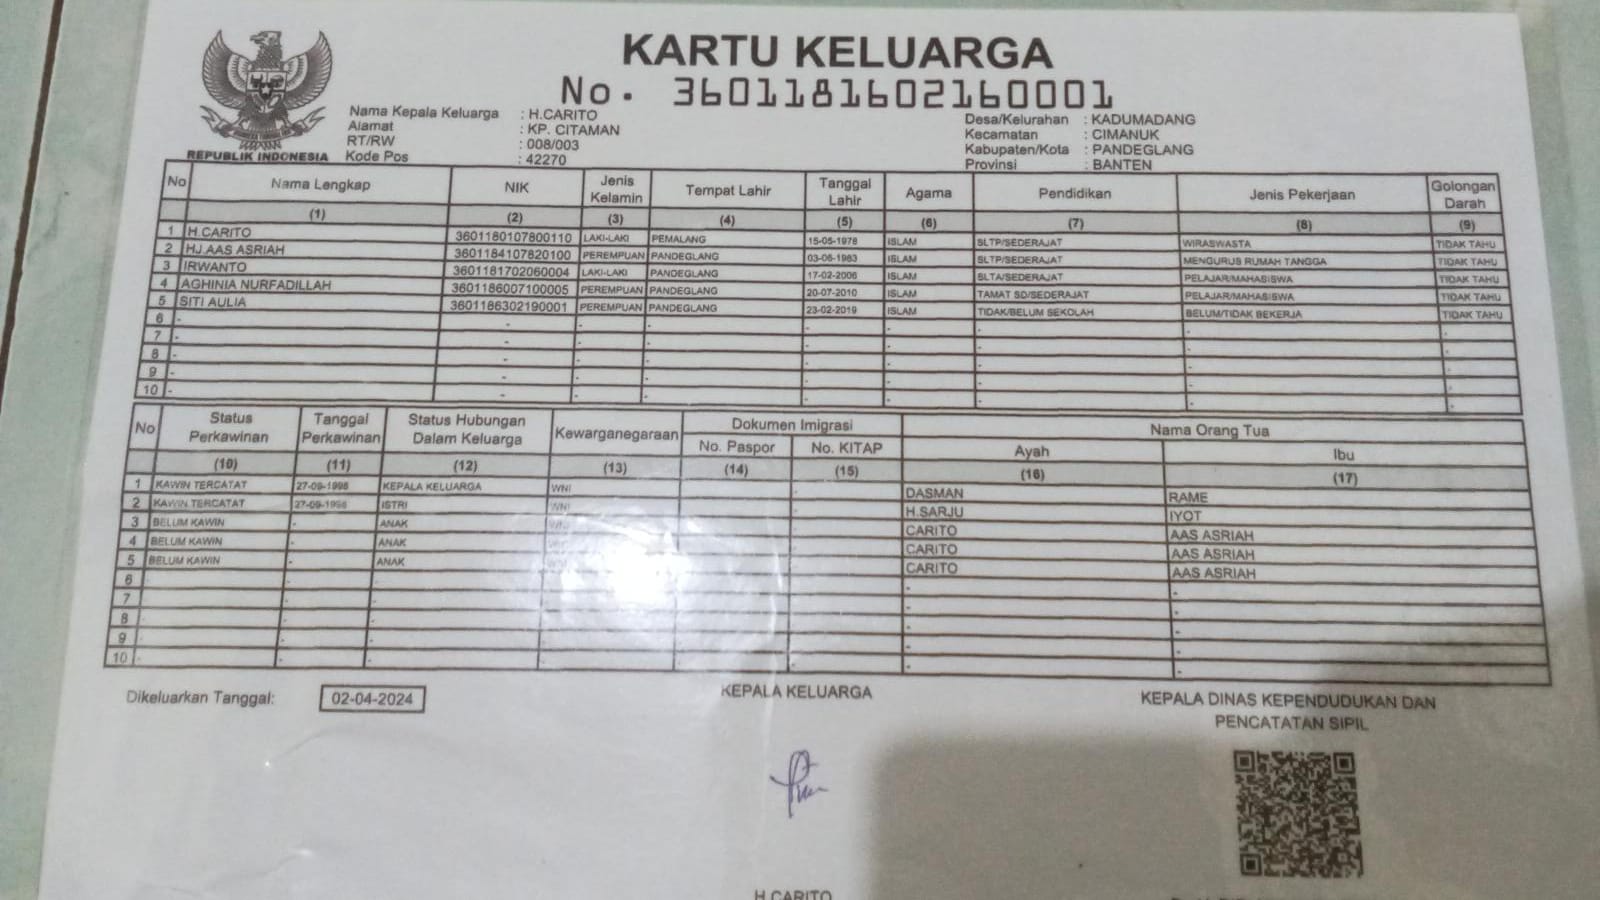 KARTU KELUARGA
No. 3601181602160001
Nama Kepala Keluarga : H.CARITO
Alamat : KP. CITAMAN
RT/RW : 008/003
Kode Pos : 42270
Desa/Kelurahan : KADUMADANG
Kecamatan : CIMANUK
Kabupaten/Kota : PANDEGLANG
Provinsi : BANTEN
REPUBLIK INDONESIA
No Nama Lengkap NIK Jenis Kelamin Tempat Lahir Tanggal Lahir Agama Pendidikan Jenis Pekerjaan Golongan Darah
(1) (2) (3) (4) (5) (6) (7) (8) (9)
1 H.CARITO 3601180107800110 LAKI-LAKI PEMALANG 15-05-1978 ISLAM SLTP/SEDERAJAT WIRASWASTA TIDAK TAHU
2 HJ.AAS ASRIAH 3601184107820100 PEREMPUAN PANDEGLANG 03-06-1983 ISLAM SLTP/SEDERAJAT MENGURUS RUMAH TANGGA TIDAK TAHU
3 IRWANTO 3601181702060004 LAKI-LAKI PANDEGLANG 17-02-2006 ISLAM SLTA/SEDERAJAT PELAJAR/MAHASISWA TIDAK TAHU
4 AGHINIA NURFADILLAH 3601186007100005 PEREMPUAN PANDEGLANG 20-07-2010 ISLAM TAMAT SD/SEDERAJAT PELAJAR/MAHASISWA TIDAK TAHU
5 SITI AULIA 3601186302190001 PEREMPUAN PANDEGLANG 23-02-2019 ISLAM TIDAK/BELUM SEKOLAH BELUM/TIDAK BEKERJA TIDAK TAHU
6 - - - - - - - - -
7 - - - - - - - - -
8 - - - - - - - - -
9 - - - - - - - - -
10 - - - - - - - - -
No Status Perkawinan Tanggal Perkawinan Status Hubungan Dalam Keluarga Kewarganegaraan Dokumen Imigrasi Nama Orang Tua
No. Paspor No. KITAP Ayah Ibu
(10) (11) (12) (13) (14) (15) (16) (17)
1 KAWIN TERCATAT 27-09-1998 KEPALA KELUARGA WNI DASMAN RAME
2 KAWIN TERCATAT 27-09-1998 ISTRI WNI H.SARJU IYOT
3 BELUM KAWIN - ANAK CARITO AAS ASRIAH
4 BELUM KAWIN - ANAK CARITO AAS ASRIAH
5 BELUM KAWIN - ANAK CARITO AAS ASRIAH
6 - - - - -
7 - - - - -
8 - - - - -
9 - - - - -
10 - - - - -
Dikeluarkan Tanggal: 02-04-2024
KEPALA KELUARGA
KEPALA DINAS KEPENDUDUKAN DAN
PENCATATAN SIPIL
H.CARITO